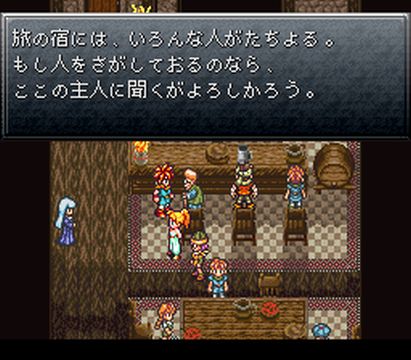 旅の宿には、いろんな人がたちよる。
もし人をさがしておるのなら、
ここの主人に聞くがよろしかろう。